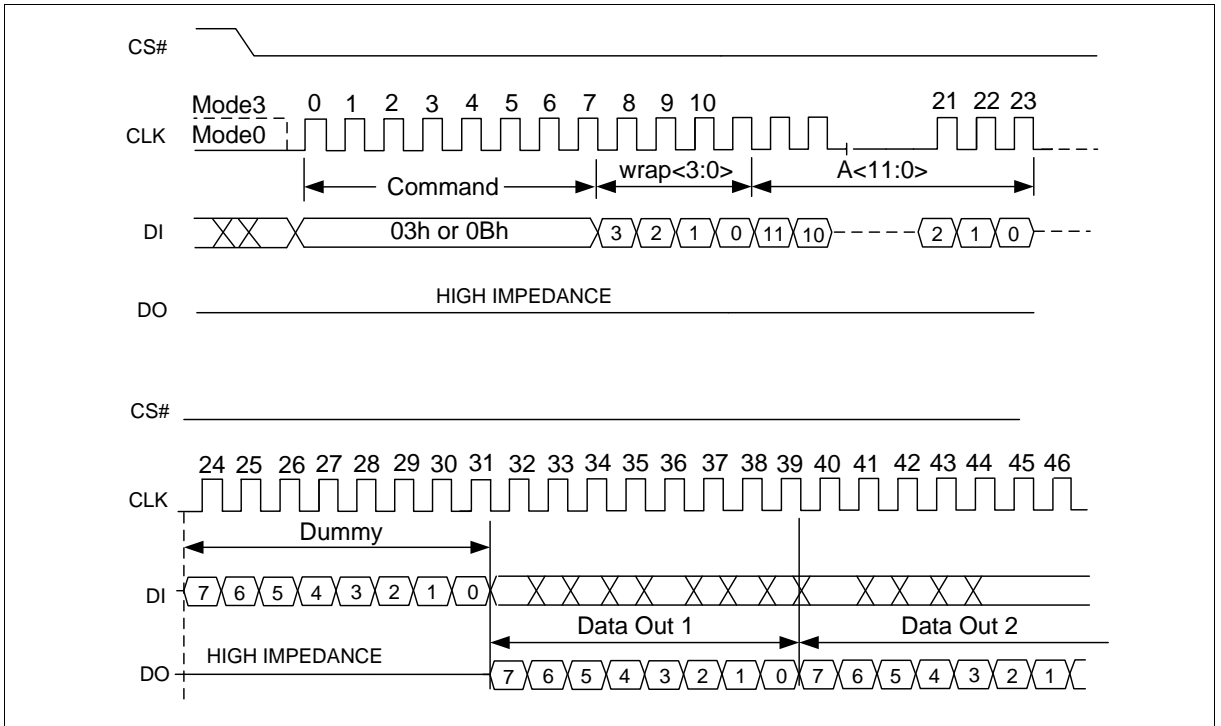 CS#
Mode3 0 1 2 3 4 5 6 7 8 9 10 21 22 23
CLK Mode0
Command wrap<3:0> A<11:0>
DI 03h or 0Bh 3 2 1 0 11 10 2 1 0
HIGH IMPEDANCE
DO
CS#
24 25 26 27 28 29 30 31 32 33 34 35 36 37 38 39 40 41 42 43 44 45 46
CLK
Dummy
DI 7 6 5 4 3 2 1 0
Data Out 1 Data Out 2
HIGH IMPEDANCE
DO 7 6 5 4 3 2 1 0 7 6 5 4 3 2 1